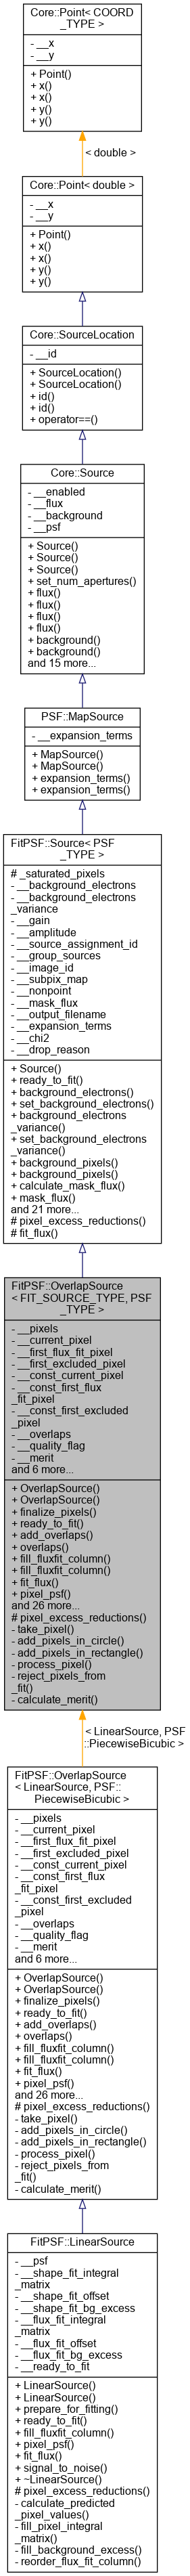 Core::Point< COORD
_TYPE >
- __x
- __y
+ Point()
+ x()
+ x()
+ y()
+ y()
< double >
Core::Point< double >
- __x
- __y
+ Point()
+ x()
+ x()
+ y()
+ y()
Core::SourceLocation
- __id
+ SourceLocation()
+ SourceLocation()
+ id()
+ id()
+ operator==()
Core::Source
- __enabled
- __flux
- __background
- __psf
+ Source()
+ Source()
+ Source()
+ set_num_apertures()
+ flux()
+ flux()
+ flux()
+ flux()
+ background()
+ background()
and 15 more...
PSF::MapSource
- __expansion_terms
+ MapSource()
+ MapSource()
+ expansion_terms()
+ expansion_terms()
FitPSF::Source< PSF
_TYPE >
# _saturated_pixels
- __background_electrons
- __background_electrons
_variance
- __gain
- __amplitude
- __source_assignment_id
- __group_sources
- __image_id
- __subpix_map
- __nonpoint
- __mask_flux
- __output_filename
- __expansion_terms
- __chi2
- __drop_reason
+ Source()
+ ready_to_fit()
+ background_electrons()
+ set_background_electrons()
+ background_electrons
_variance()
+ set_background_electrons
_variance()
+ background_pixels()
+ background_pixels()
+ calculate_mask_flux()
+ mask_flux()
and 21 more...
# pixel_excess_reductions()
# fit_flux()
FitPSF::OverlapSource
< FIT_SOURCE_TYPE, PSF
_TYPE >
- __pixels
- __current_pixel
- __first_flux_fit_pixel
- __first_excluded_pixel
- __const_current_pixel
- __const_first_flux
_fit_pixel
- __const_first_excluded
_pixel
- __overlaps
- __quality_flag
- __merit
and 6 more...
+ OverlapSource()
+ OverlapSource()
+ finalize_pixels()
+ ready_to_fit()
+ add_overlaps()
+ overlaps()
+ fill_fluxfit_column()
+ fill_fluxfit_column()
+ fit_flux()
+ pixel_psf()
and 26 more...
# pixel_excess_reductions()
- take_pixel()
- add_pixels_in_circle()
- add_pixels_in_rectangle()
- process_pixel()
- reject_pixels_from
_fit()
- calculate_merit()
< LinearSource, PSF
::PiecewiseBicubic >
FitPSF::OverlapSource
< LinearSource, PSF::
PiecewiseBicubic >
- __pixels
- __current_pixel
- __first_flux_fit_pixel
- __first_excluded_pixel
- __const_current_pixel
- __const_first_flux
_fit_pixel
- __const_first_excluded
_pixel
- __overlaps
- __quality_flag
- __merit
and 6 more...
+ OverlapSource()
+ OverlapSource()
+ finalize_pixels()
+ ready_to_fit()
+ add_overlaps()
+ overlaps()
+ fill_fluxfit_column()
+ fill_fluxfit_column()
+ fit_flux()
+ pixel_psf()
and 26 more...
# pixel_excess_reductions()
- take_pixel()
- add_pixels_in_circle()
- add_pixels_in_rectangle()
- process_pixel()
- reject_pixels_from
_fit()
- calculate_merit()
FitPSF::LinearSource
- __psf
- __shape_fit_integral
_matrix
- __shape_fit_offset
- __shape_fit_bg_excess
- __flux_fit_integral
_matrix
- __flux_fit_offset
- __flux_fit_bg_excess
- __ready_to_fit
+ LinearSource()
+ LinearSource()
+ prepare_for_fitting()
+ ready_to_fit()
+ fill_fluxfit_column()
+ pixel_psf()
+ fit_flux()
+ signal_to_noise()
+ ~LinearSource()
# pixel_excess_reductions()
- calculate_predicted
_pixel_values()
- fill_pixel_integral
_matrix()
- fill_background_excess()
- reorder_flux_fit_column()